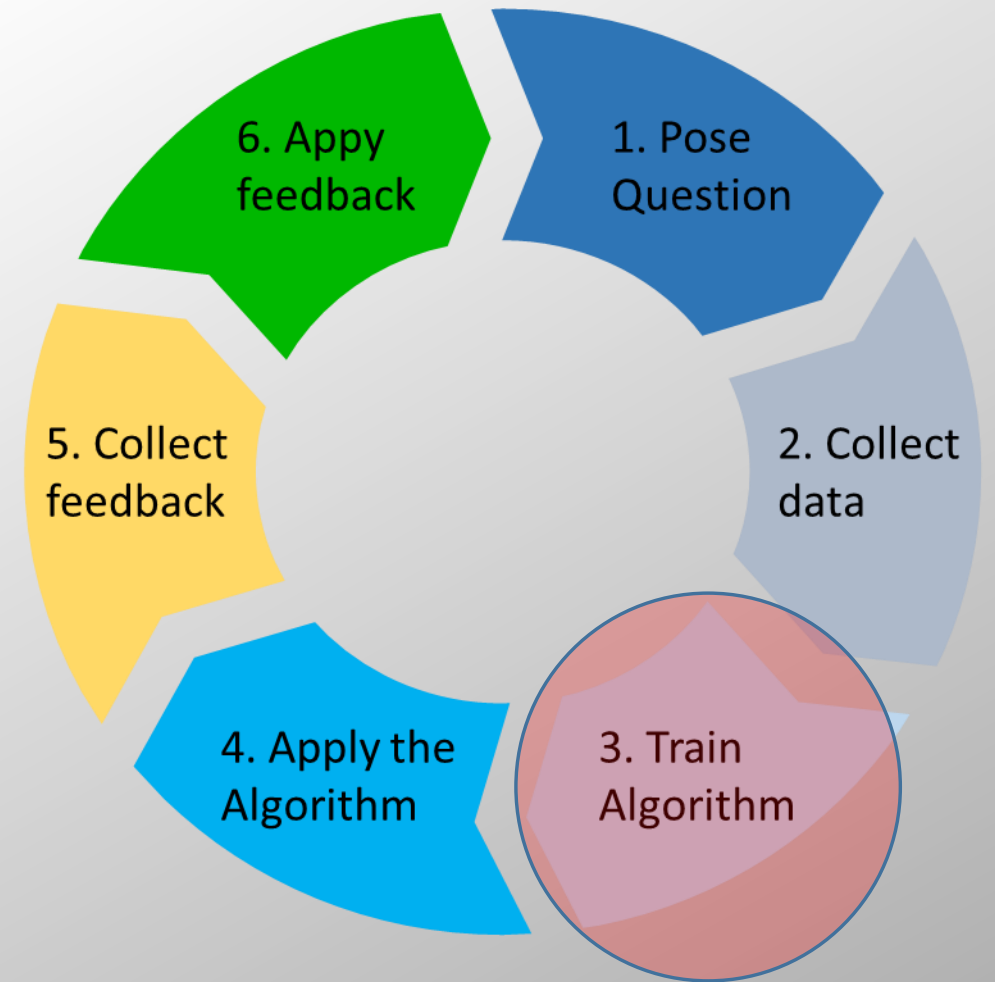 1. Pose
Question
2. Collect
data
3. Train
Algorithm
4. Apply the
Algorithm
5. Collect
feedback
6. Appy
feedback